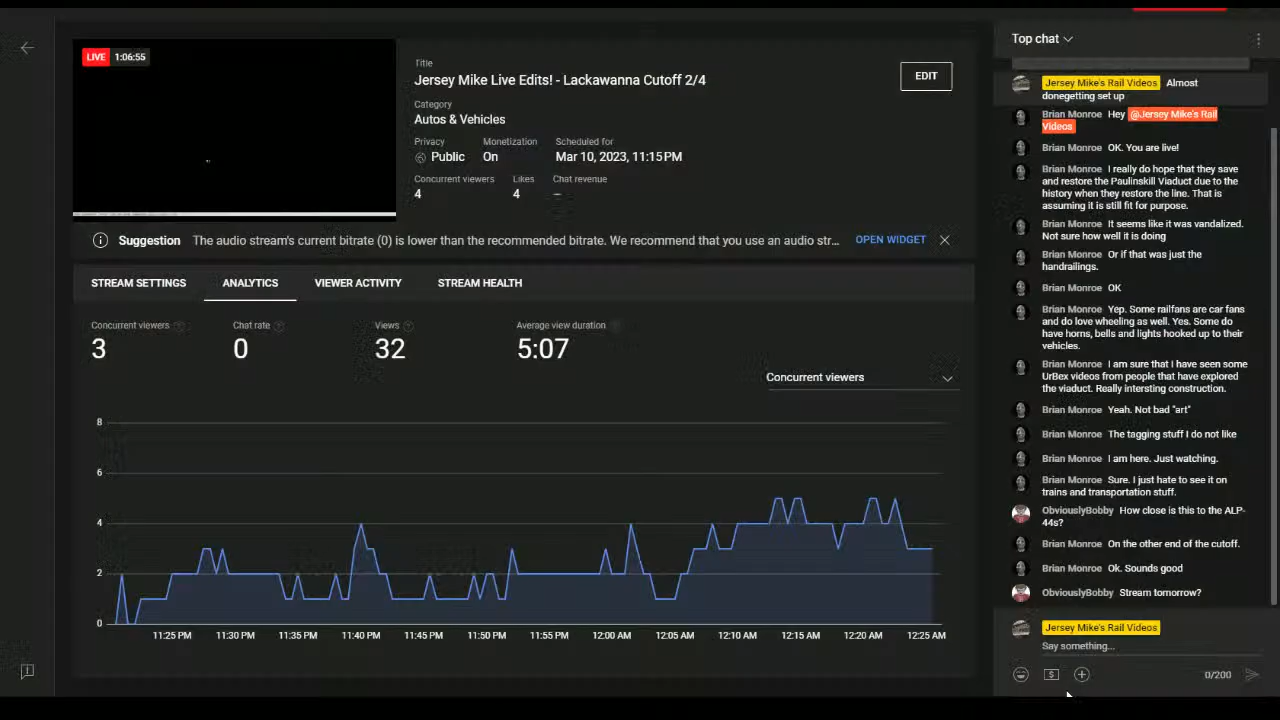 LIVE 1:06:55
Title
Jersey Mike Live Edits! - Lackawanna Cutoff 2/4
EDIT
Category
Autos & Vehicles
Privacy Monetization Scheduled for
Public On Mar 10, 2023, 11:15 PM
Concurrent viewers Likes Chat revenue
4 4 –
Suggestion The audio stream's current bitrate (0) is lower than the recommended bitrate. We recommend that you use an audio str... OPEN WIDGET
STREAM SETTINGS ANALYTICS VIEWER ACTIVITY STREAM HEALTH
Concurrent viewers Chat rate Views Average view duration
3 0 32 5:07
Concurrent viewers
8
6
4
2
0
11:25 PM 11:30 PM 11:35 PM 11:40 PM 11:45 PM 11:50 PM 11:55 PM 12:00 AM 12:05 AM 12:10 AM 12:15 AM 12:20 AM 12:25 AM
Top chat
Jersey Mike's Rail Videos Almost
donegetting set up
Brian Monroe Hey @Jersey Mike's Rail
Videos
Brian Monroe OK. You are live!
Brian Monroe I really do hope that they save
and restore the Paulinskill Viaduct due to the
history when they restore the line. That is
assuming it is still fit for purpose.
Brian Monroe It seems like it was vandalized.
Not sure how well it is doing
Brian Monroe Or if that was just the
handrailings.
Brian Monroe OK
Brian Monroe Yep. Some railfans are car fans
and do love wheeling as well. Yes. Some do
have horns, bells and lights hooked up to their
vehicles.
Brian Monroe I am sure that I have seen some
UrBex videos from people that have explored
the viaduct. Really intersting construction.
Brian Monroe Yeah. Not bad "art"
Brian Monroe The tagging stuff I do not like
Brian Monroe I am here. Just watching.
Brian Monroe Sure. I just hate to see it on
trains and transportation stuff.
ObviouslyBobby How close is this to the ALP-
44s?
Brian Monroe On the other end of the cutoff.
Brian Monroe Ok. Sounds good
ObviouslyBobby Stream tomorrow?
Jersey Mike's Rail Videos
Say something...
0/200